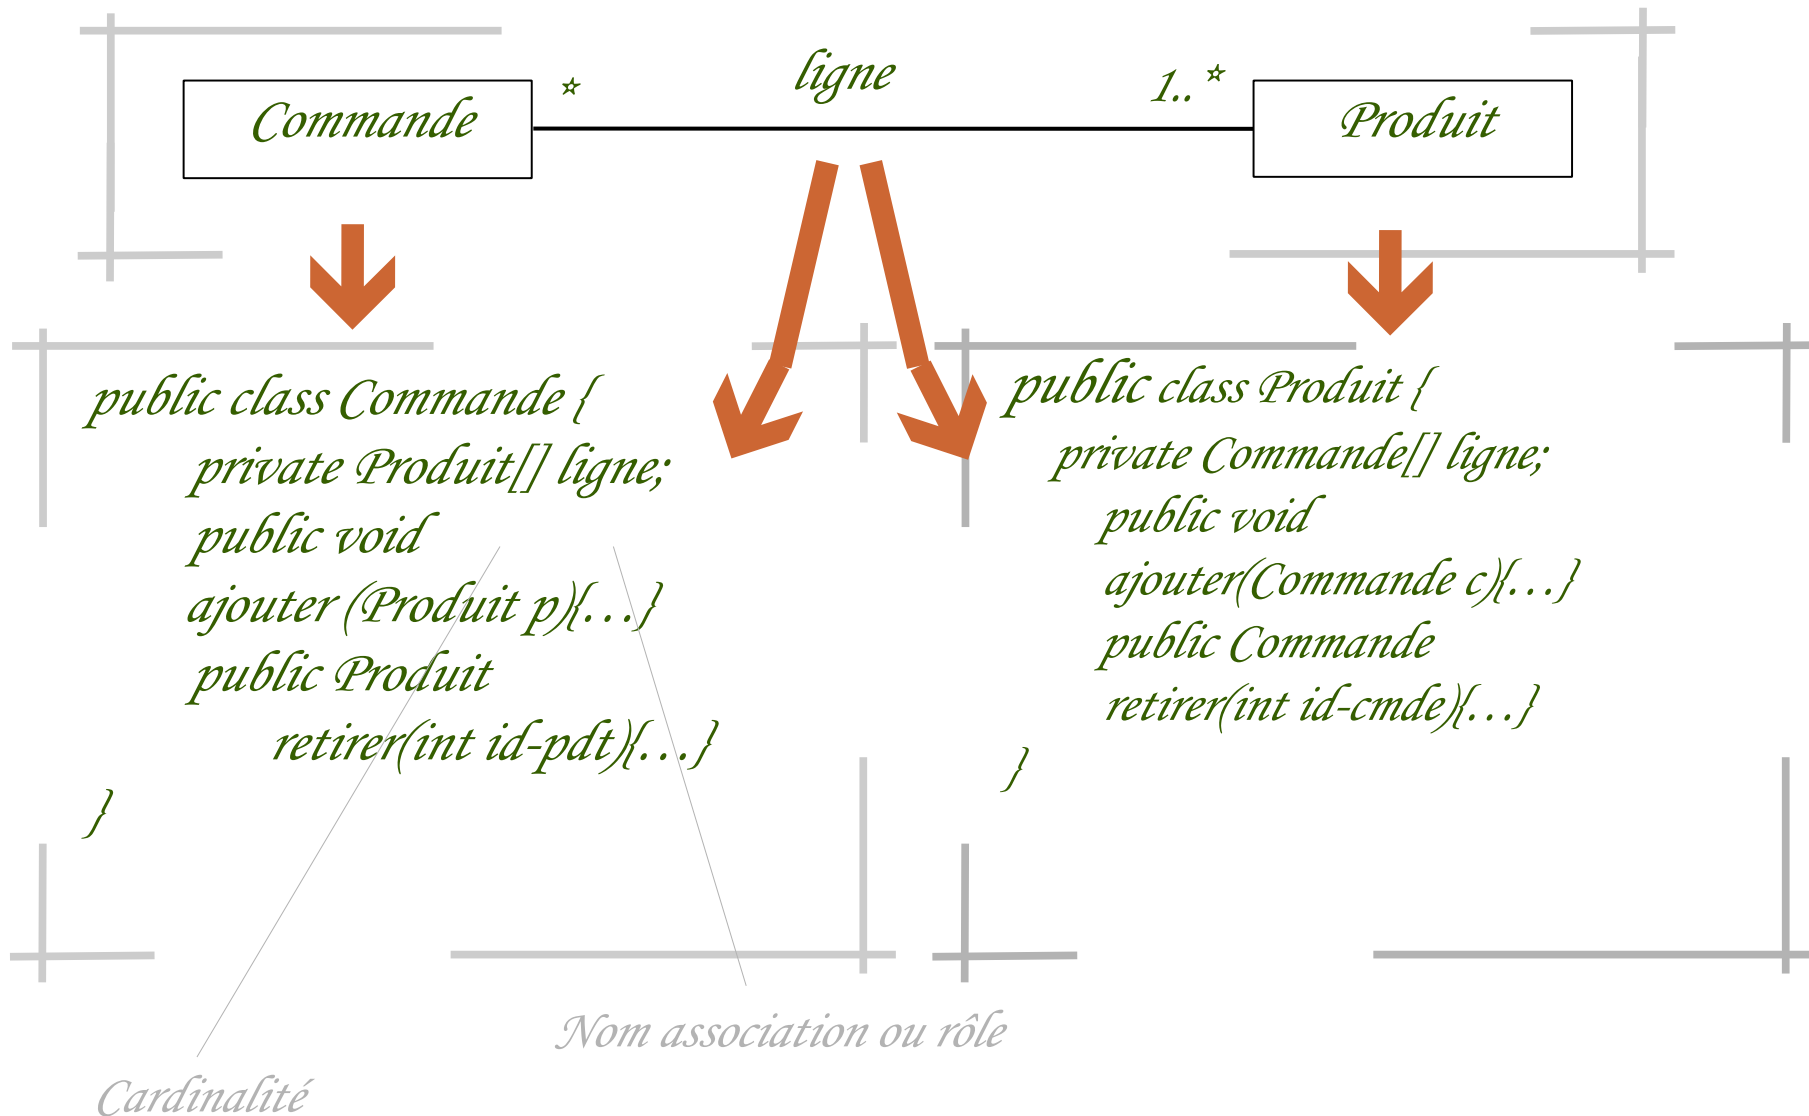 Commande
*
ligne
1..*
Produit
public class Commande {
private Produit[] ligne;
public void
ajouter (Produit p){…}
public Produit
retirer(int id-pdt){…}
}
public class Produit {
private Commande[] ligne;
public void
ajouter(Commande c){…}
public Commande
retirer(int id-cmde){…}
}
Nom association ou rôle
Cardinalité